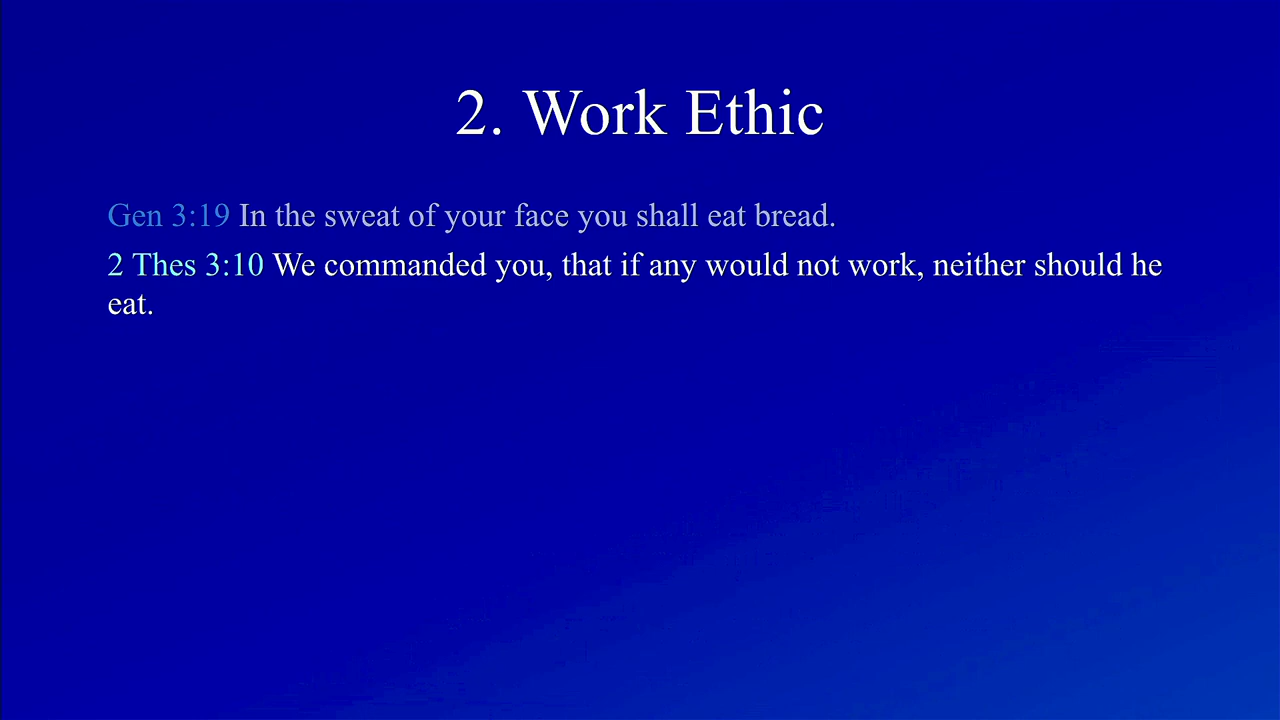 2. Work Ethic
Gen 3:19 In the sweat of your face you shall eat bread.
2 Thes 3:10 We commanded you, that if any would not work, neither should he
eat.